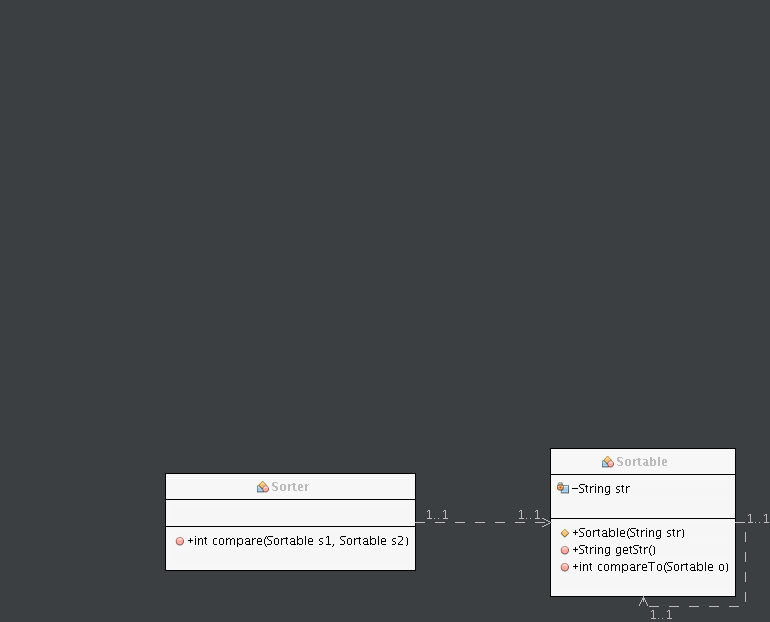 Sorter
+int compare(Sortable s1, Sortable s2)
1..1
1..1
Sortable
-String str
+Sortable(String str)
+String getStr()
+int compareTo(Sortable o)
1..1
1..1